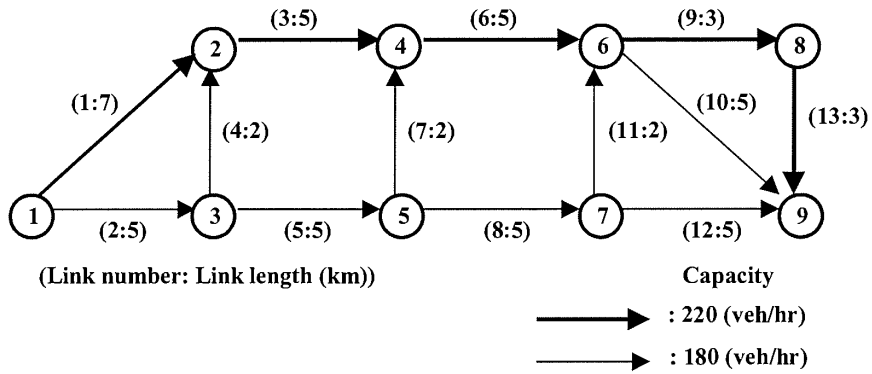 (3:5) (6:5) (9:3)
2 4 6 8
(1:7) (4:2) (7:2) (11:2) (10:5) (13:3)
1 3 5 7 9
(2:5) (5:5) (8:5) (12:5)
(Link number: Link length (km)) Capacity
: 220 (veh/hr)
: 180 (veh/hr)